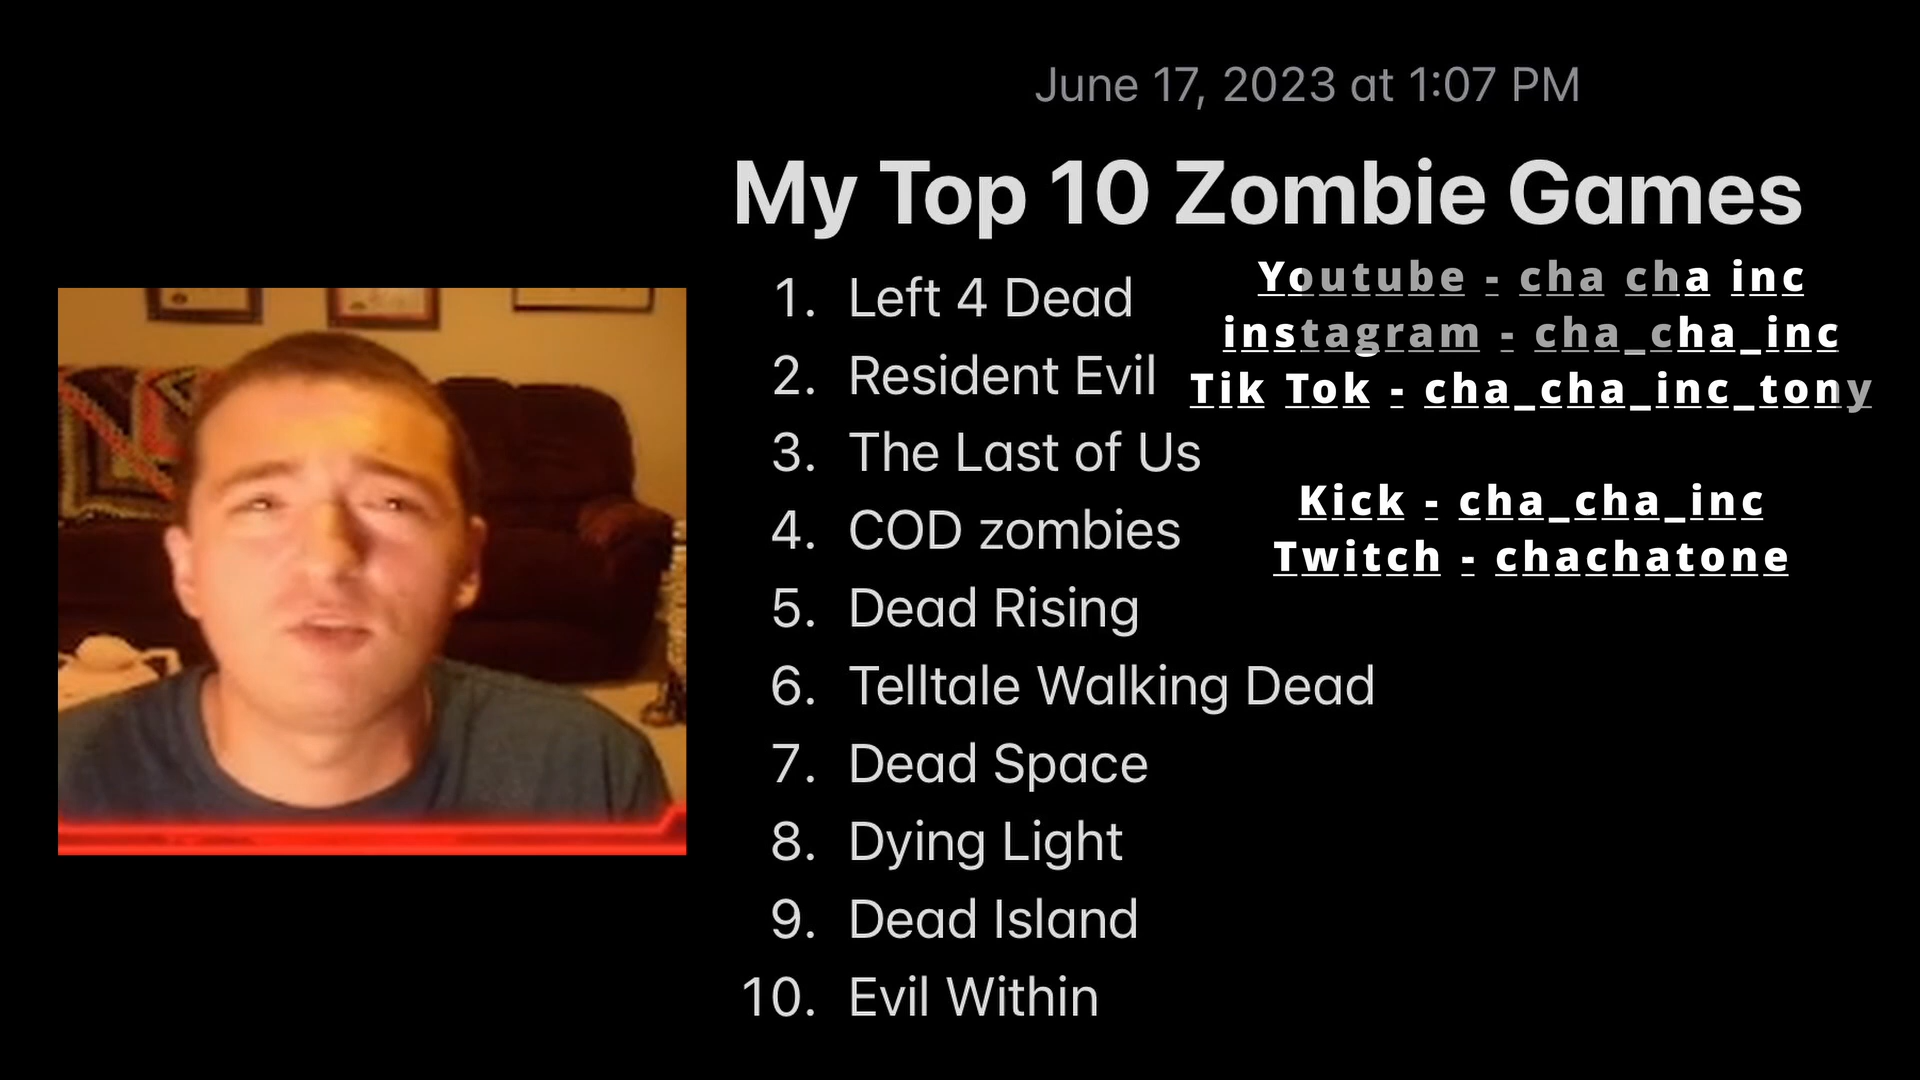 June 17, 2023 at 1:07 PM
My Top 10 Zombie Games
1. Left 4 Dead
2. Resident Evil
3. The Last of Us
4. COD zombies
5. Dead Rising
6. Telltale Walking Dead
7. Dead Space
8. Dying Light
9. Dead Island
10. Evil Within
Youtube - cha cha inc
instagram - cha_cha_inc
Tik Tok - cha_cha_inc_tony
Kick - cha_cha_inc
Twitch - chachatone